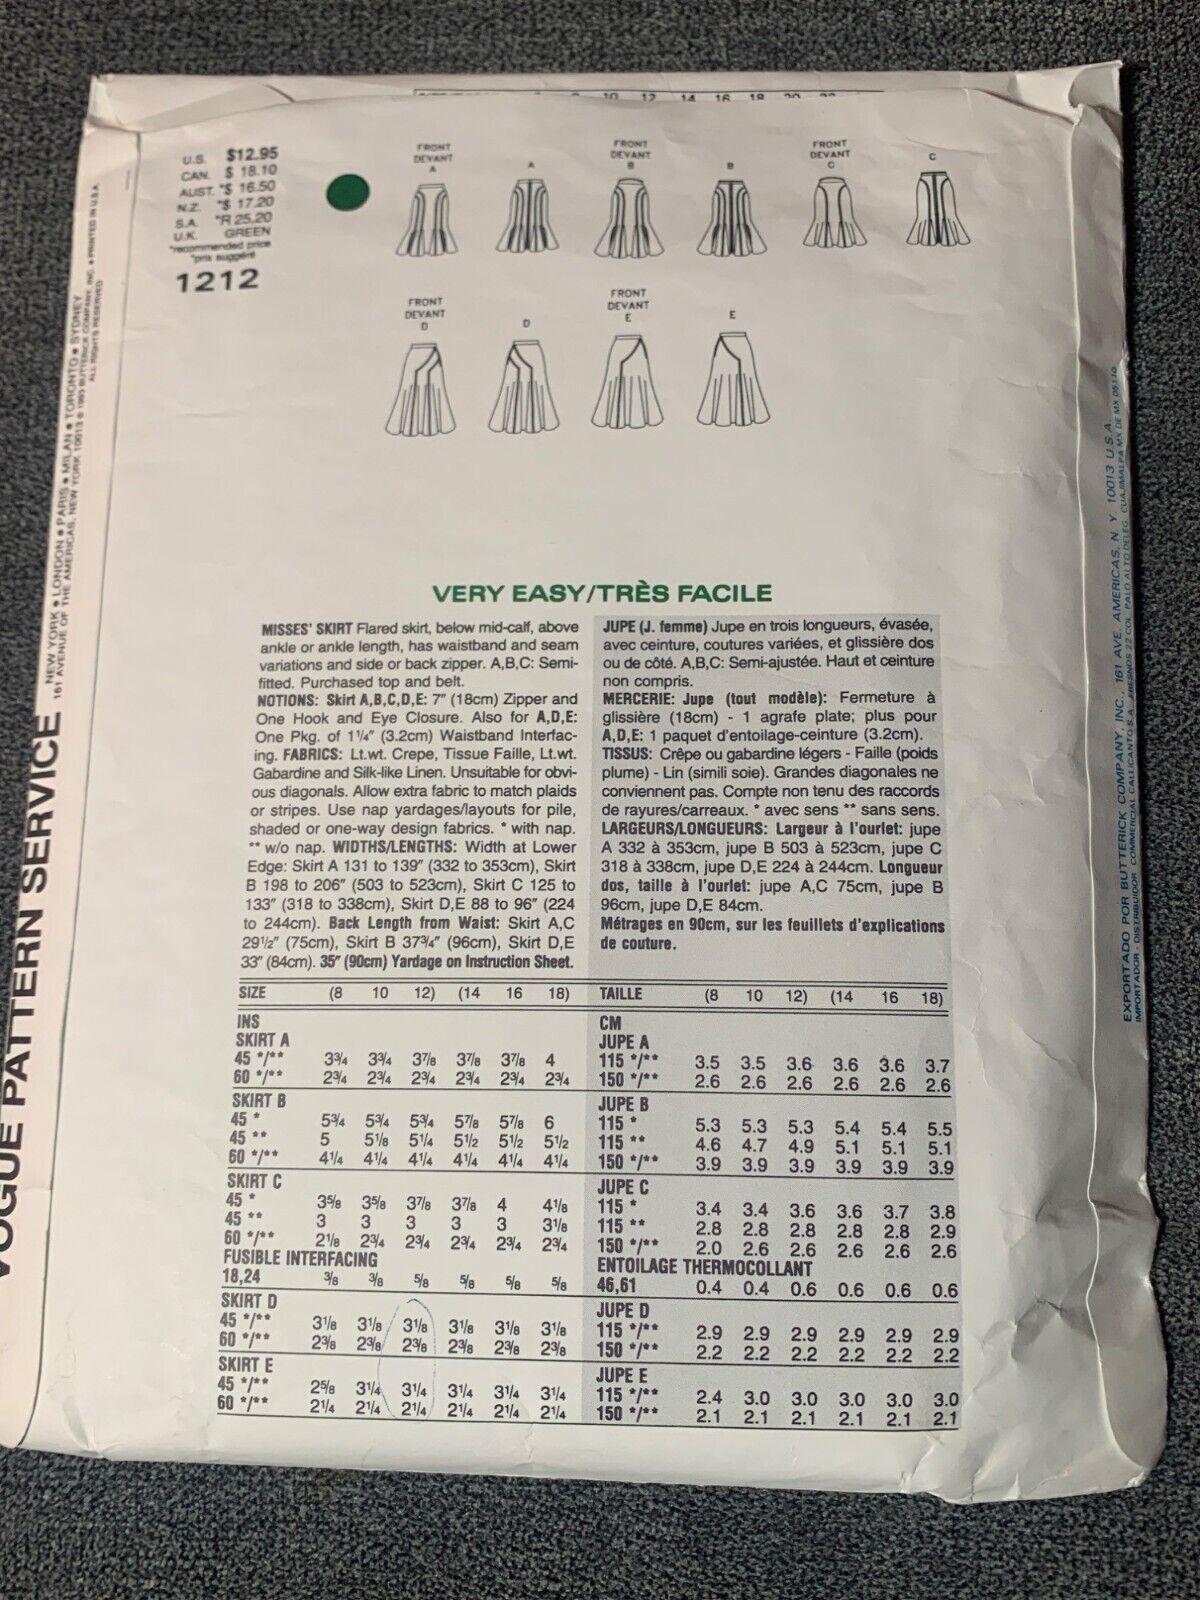 10 12 14 16 18 20
U.S. $12.95
CAN. $ 18.10
AUST. *$ 16.50
N.Z. *$ 17.20
S.A. *R 25.20
U.K. GREEN
*recommended price
*prix suggéré
1212
FRONT
DEVANT
A
A
FRONT
DEVANT
B
B
FRONT
DEVANT
C
C
FRONT
DEVANT
D
D
FRONT
DEVANT
E
E
VOGUE PATTERN SERVICE
NEW YORK • LONDON • PARIS • MILAN • TORONTO • SYDNEY
161 AVENUE OF THE AMERICAS, NEW YORK 10013 © 1993 BUTTERICK COMPANY, INC. • PRINTED IN U.S.A.
ALL RIGHTS RESERVED
VERY EASY/TRÈS FACILE
MISSES' SKIRT Flared skirt, below mid-calf, above
ankle or ankle length, has waistband and seam
variations and side or back zipper. A,B,C: Semi-
fitted. Purchased top and belt.
NOTIONS: Skirt A,B,C,D,E: 7" (18cm) Zipper and
One Hook and Eye Closure. Also for A,D,E:
One Pkg. of 1¼" (3.2cm) Waistband Interfac-
ing. FABRICS: Lt.wt. Crepe, Tissue Faille, Lt.wt.
Gabardine and Silk-like Linen. Unsuitable for obvi-
ous diagonals. Allow extra fabric to match plaids
or stripes. Use nap yardages/layouts for pile,
shaded or one-way design fabrics. * with nap.
** w/o nap. WIDTHS/LENGTHS: Width at Lower
Edge: Skirt A 131 to 139" (332 to 353cm), Skirt
B 198 to 206" (503 to 523cm), Skirt C 125 to
133" (318 to 338cm), Skirt D,E 88 to 96" (224
to 244cm). Back Length from Waist: Skirt A,C
29½" (75cm), Skirt B 37¾" (96cm), Skirt D,E
33" (84cm). 35" (90cm) Yardage on Instruction Sheet.
JUPE (J. femme) Jupe en trois longueurs, évasée,
avec ceinture, coutures variées, et glissière dos
ou de côté. A,B,C: Semi-ajustée. Haut et ceinture
non compris.
MERCERIE: Jupe (tout modèle): Fermeture à
glissière (18cm) - 1 agrafe plate; plus pour
A,D,E: 1 paquet d'entoilage-ceinture (3.2cm).
TISSUS: Crêpe ou gabardine légers - Faille (poids
plume) - Lin (simili soie). Grandes diagonales ne
conviennent pas. Compte non tenu des raccords
de rayures/carreaux. * avec sens ** sans sens.
LARGEURS/LONGUEURS: Largeur à l'ourlet: jupe
A 332 à 353cm, jupe B 503 à 523cm, jupe C
318 à 338cm, jupe D,E 224 à 244cm. Longueur
dos, taille à l'ourlet: jupe A,C 75cm, jupe B
96cm, jupe D,E 84cm.
Métrages en 90cm, sur les feuillets d'explications
de couture.
SIZE (8 10 12) (14 16 18)
INS
SKIRT A
45 */** 3¾ 3¾ 3⅞ 3⅞ 3⅞ 4
60 */** 2¾ 2¾ 2¾ 2¾ 2¾ 2¾
SKIRT B
45 * 5¾ 5¾ 5¾ 5⅞ 5⅞ 6
45 ** 5 5⅛ 5¼ 5½ 5½ 5½
60 */** 4¼ 4¼ 4¼ 4¼ 4¼ 4¼
SKIRT C
45 * 3⅝ 3⅝ 3⅞ 3⅞ 4 4⅛
45 ** 3 3 3 3 3 3⅛
60 */** 2⅛ 2¾ 2¾ 2¾ 2¾ 2¾
FUSIBLE INTERFACING
18,24 ⅜ ⅜ ⅝ ⅝ ⅝ ⅝
SKIRT D
45 */** 3⅛ 3⅛ 3⅛ 3⅛ 3⅛ 3⅛
60 */** 2⅜ 2⅜ 2⅜ 2⅜ 2⅜ 2⅜
SKIRT E
45 */** 2⅝ 3¼ 3¼ 3¼ 3¼ 3¼
60 */** 2¼ 2¼ 2¼ 2¼ 2¼ 2¼
TAILLE (8 10 12) (14 16 18)
CM
JUPE A
115 */** 3.5 3.5 3.6 3.6 3.6 3.7
150 */** 2.6 2.6 2.6 2.6 2.6 2.6
JUPE B
115 * 5.3 5.3 5.3 5.4 5.4 5.5
115 ** 4.6 4.7 4.9 5.1 5.1 5.1
150 */** 3.9 3.9 3.9 3.9 3.9 3.9
JUPE C
115 * 3.4 3.4 3.6 3.6 3.7 3.8
115 ** 2.8 2.8 2.8 2.8 2.8 2.9
150 */** 2.0 2.6 2.6 2.6 2.6 2.6
ENTOILAGE THERMOCOLLANT
46,61 0.4 0.4 0.6 0.6 0.6 0.6
JUPE D
115 */** 2.9 2.9 2.9 2.9 2.9 2.9
150 */** 2.2 2.2 2.2 2.2 2.2 2.2
JUPE E
115 */** 2.4 3.0 3.0 3.0 3.0 3.0
150 */** 2.1 2.1 2.1 2.1 2.1 2.1
EXPORTADO POR BUTTERICK COMPANY, INC., 161 AVE. AMERICAS, N Y 10013 U.S.A.
IMPORTADOR - DISTRIBUIDOR COMMERCIAL CALLICANTO S.A. FRESNOS 22 COL. PALO ALTO DELEG. CUAJIMALPA MX DE MX 05110